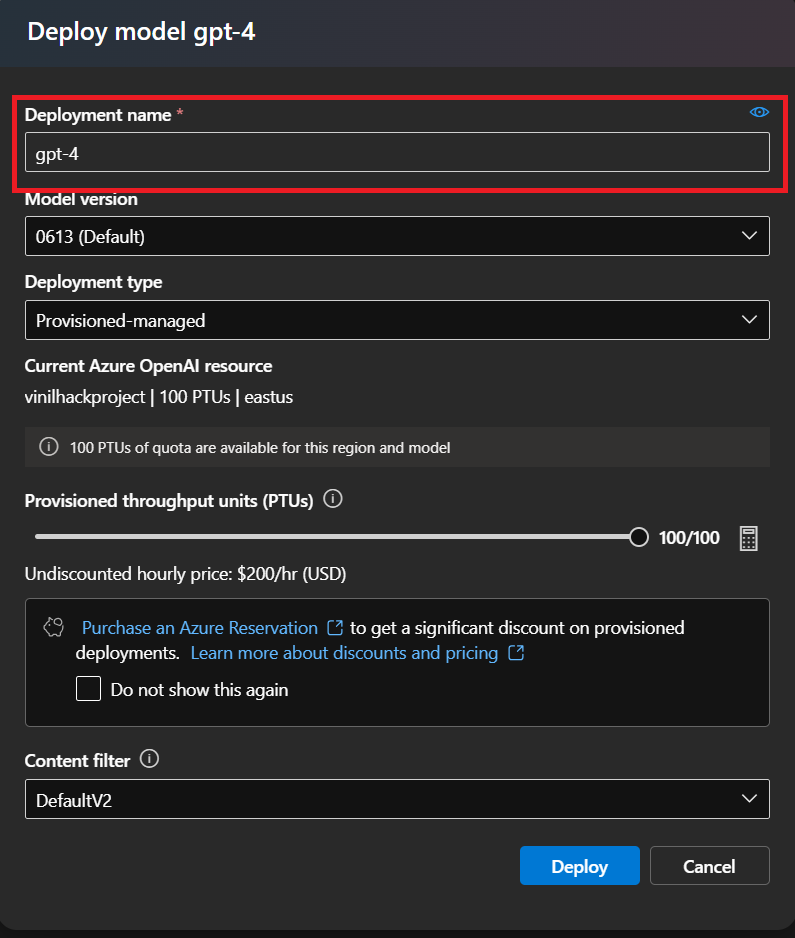 Deploy model gpt-4
Deployment name *
gpt-4
Model version
0613 (Default)
Deployment type
Provisioned-managed
Current Azure OpenAI resource
vinilhackproject | 100 PTUs | eastus
100 PTUs of quota are available for this region and model
Provisioned throughput units (PTUs)
100/100
Undiscounted hourly price: $200/hr (USD)
Purchase an Azure Reservation to get a significant discount on provisioned
deployments. Learn more about discounts and pricing
Do not show this again
Content filter
DefaultV2
Deploy Cancel